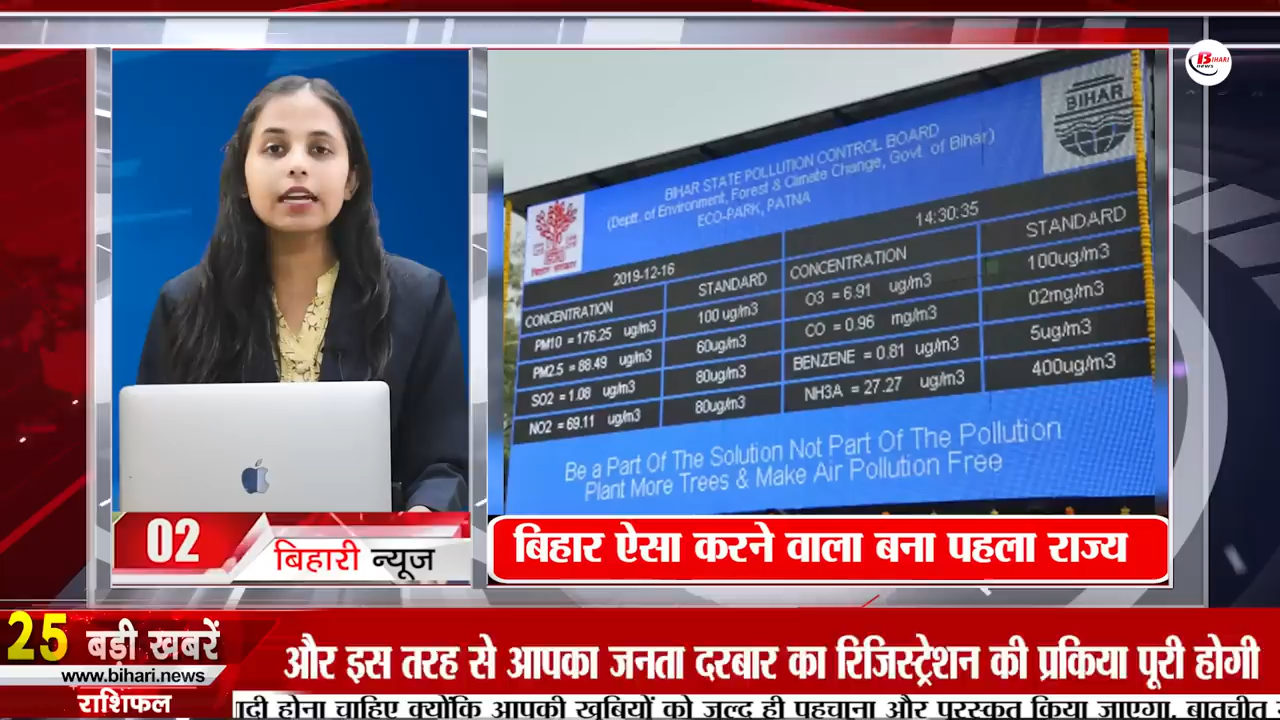 BIHARI
news
BIHAR STATE POLLUTION CONTROL BOARD
(Deptt. of Environment, Forest & Climate Change, Govt. of Bihar)
ECO-PARK, PATNA
BIHAR
2019-12-16
14:30:35
CONCENTRATION STANDARD CONCENTRATION STANDARD
PM10 = 176.25 ug/m3 100 ug/m3 O3 = 6.91 ug/m3 100ug/m3
PM2.5 = 88.49 ug/m3 60ug/m3 CO = 0.96 mg/m3 02mg/m3
SO2 = 1.08 ug/m3 80ug/m3 BENZENE = 0.81 ug/m3 5ug/m3
NO2 = 69.11 ug/m3 80ug/m3 NH3A = 27.27 ug/m3 400ug/m3
Be a Part Of The Solution Not Part Of The Pollution
Plant More Trees & Make Air Pollution Free
02
बिहारी न्यूज
बिहार ऐसा करने वाला बना पहला राज्य
25 बड़ी खबरें
www.bihari.news
और इस तरह से आपका जनता दरबार का रिजिस्ट्रेशन की प्रकिया पूरी होगी
राशिफल
होना चाहिए क्योंकि आपकी खूबियों को जल्द ही पहचाना और पुरस्कृत किया जाएगा. बातचीत